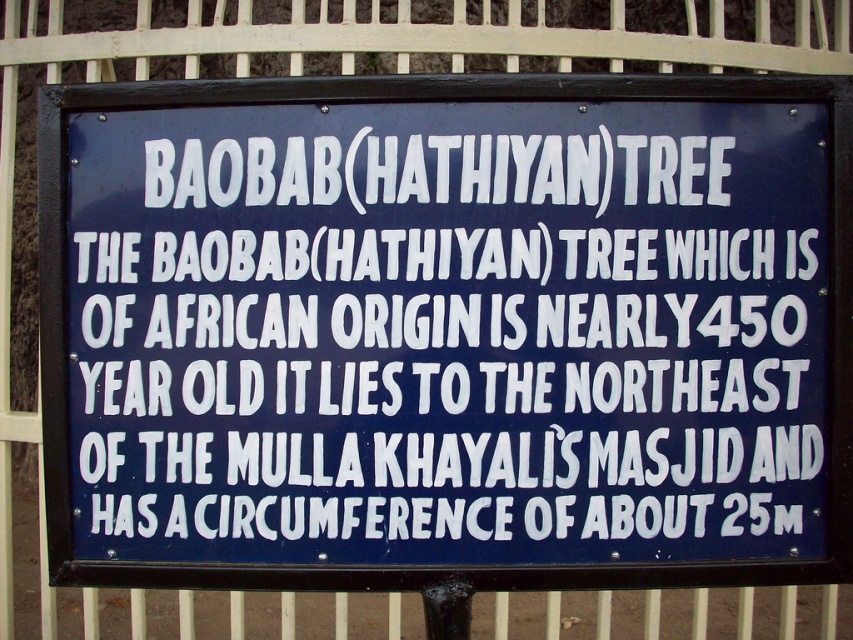 BAOBAB(HATHIYAN)TREE
THE BAOBAB(HATHIYAN) TREE WHICH IS
OF AFRICAN ORIGIN IS NEARLY 450
YEAR OLD IT LIES TO THE NORTHEAST
OF THE MULLA KHAYALI'S MASJID AND
HAS A CIRCUMFERENCE OF ABOUT 25M